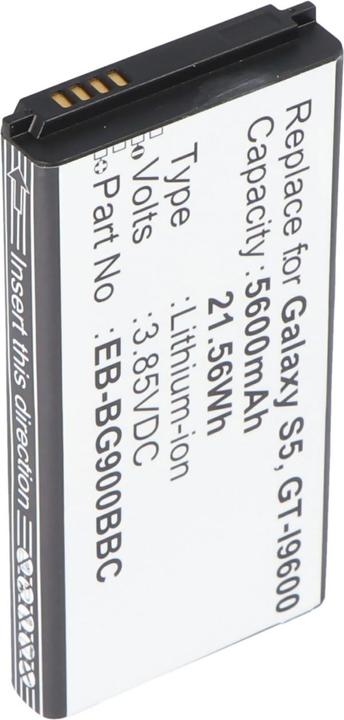 Replace for Galaxy S5, GT-I9600
Capacity :5600mAh
21.56Wh
Type :Lithium-ion
Volts :3.85VDC
Part No :EB-BG900BBC
Insert this direction